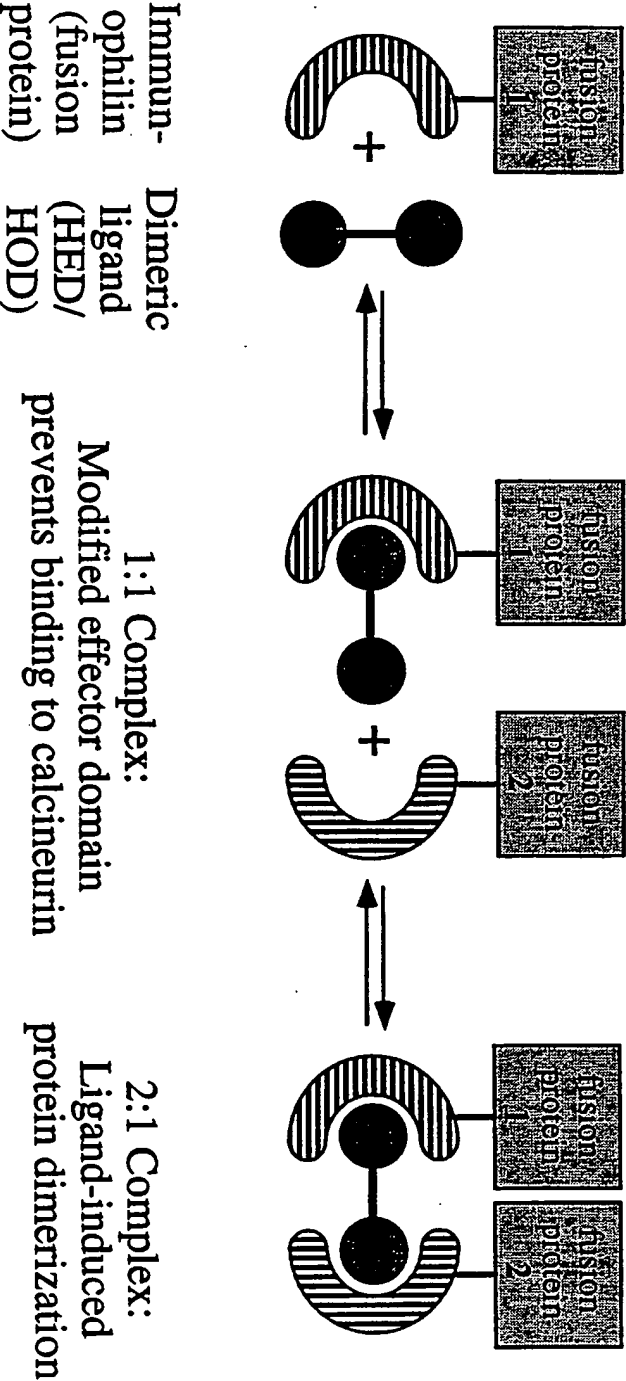 fusion
protein
1
+
fusion
protein
1
+
fusion
protein
2
fusion
protein
1
fusion
protein
2
Immun-
ophilin
(fusion
protein)
Dimeric
ligand
(HED/
HOD)
1:1 Complex:
Modified effector domain
prevents binding to calcineurin
2:1 Complex:
Ligand-induced
protein dimerization